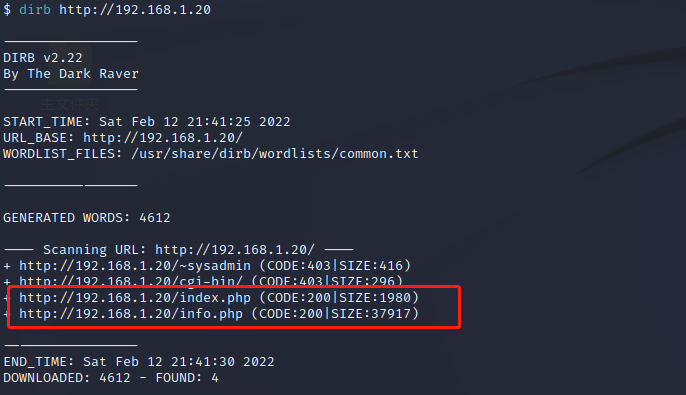 $ dirb http://192.168.1.20
-----------------
DIRB v2.22
By The Dark Raver
-----------------
START_TIME: Sat Feb 12 21:41:25 2022
URL_BASE: http://192.168.1.20/
WORDLIST_FILES: /usr/share/dirb/wordlists/common.txt
-----------------
GENERATED WORDS: 4612
---- Scanning URL: http://192.168.1.20/ ----
+ http://192.168.1.20/~sysadmin (CODE:403|SIZE:416)
+ http://192.168.1.20/cgi-bin/ (CODE:403|SIZE:296)
+ http://192.168.1.20/index.php (CODE:200|SIZE:1980)
+ http://192.168.1.20/info.php (CODE:200|SIZE:37917)
-----------------
END_TIME: Sat Feb 12 21:41:30 2022
DOWNLOADED: 4612 - FOUND: 4